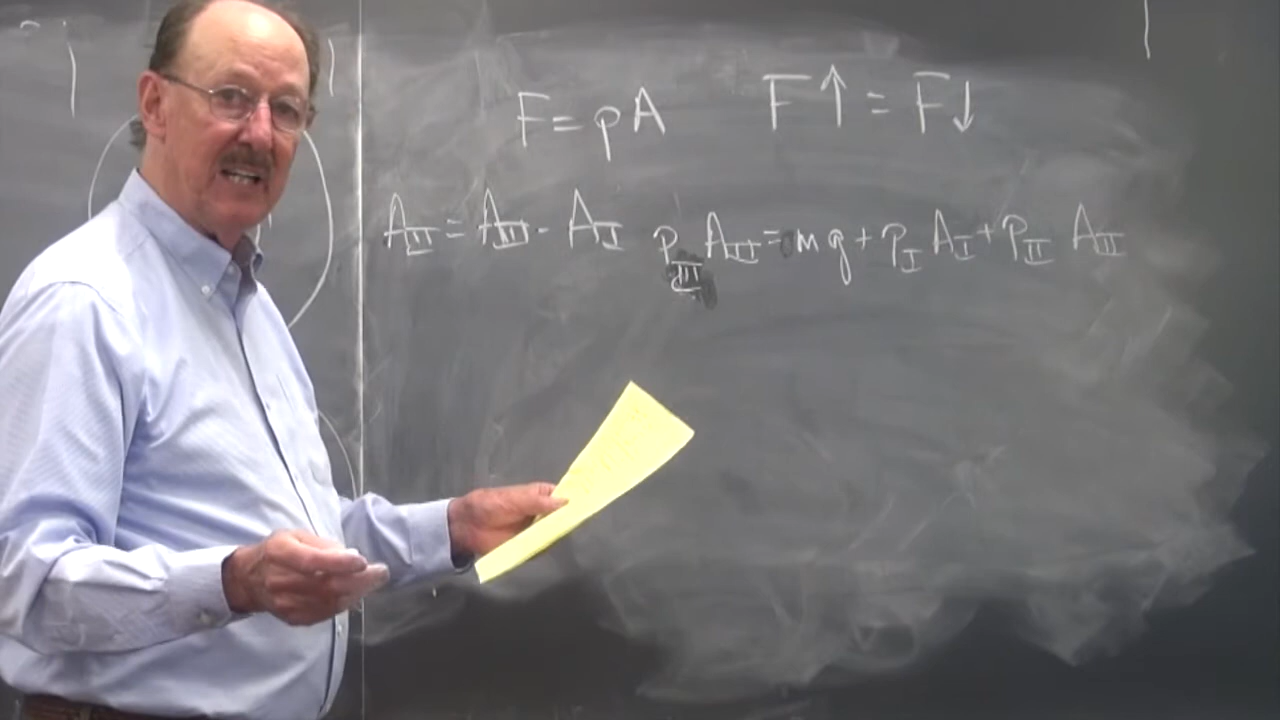 F = pA F↑ = F↓
A_II = A_III - A_I p_III A_III = mg + p_I A_I + p_II A_II